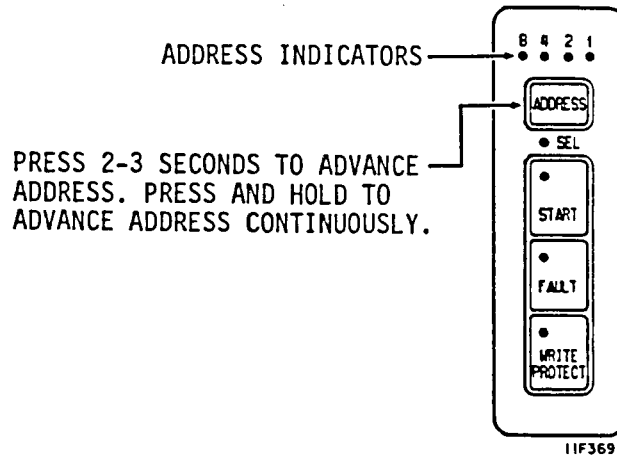 ADDRESS INDICATORS
8 4 2 1
ADDRESS
SEL
PRESS 2-3 SECONDS TO ADVANCE
ADDRESS. PRESS AND HOLD TO
ADVANCE ADDRESS CONTINUOUSLY.
START
FAULT
WRITE
PROTECT
11F369